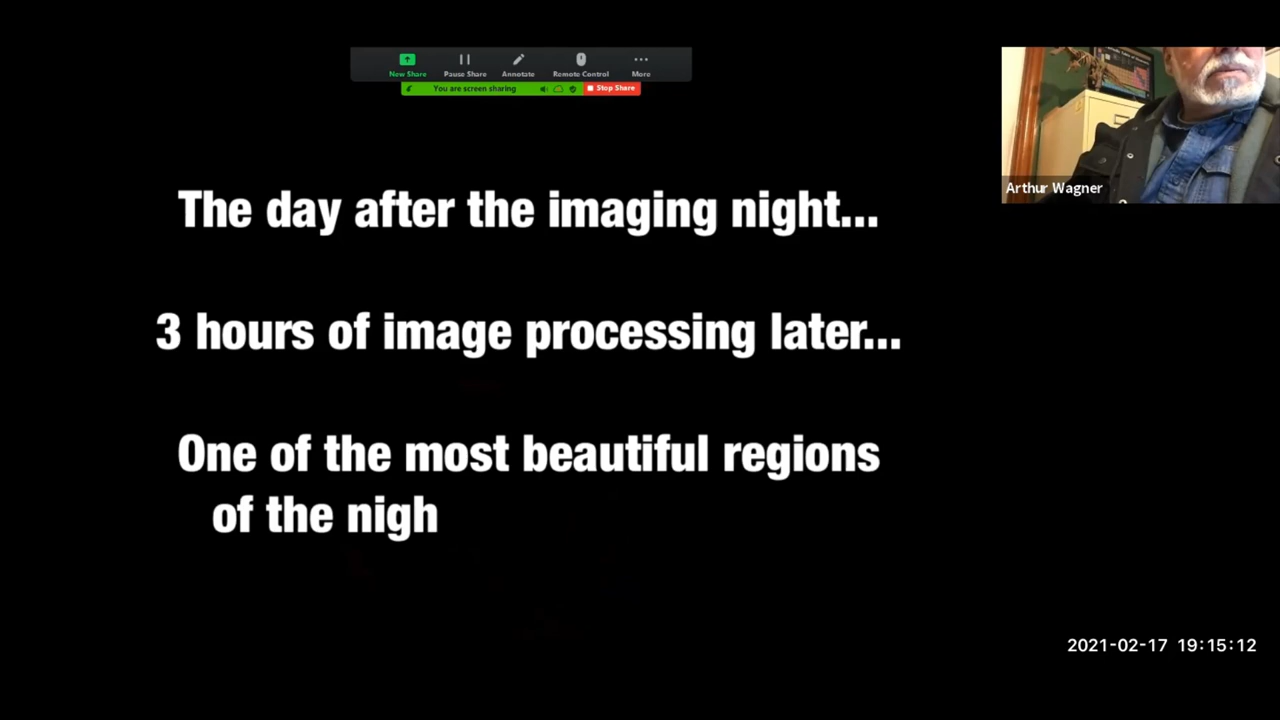 New Share
Pause Share
Annotate
Remote Control
More
You are screen sharing
Stop Share
Arthur Wagner
The day after the imaging night...
3 hours of image processing later...
One of the most beautiful regions
of the nigh
2021-02-17 19:15:12